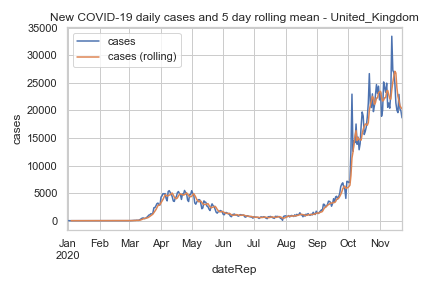 New COVID-19 daily cases and 5 day rolling mean - United_Kingdom
cases
cases (rolling)
35000
30000
25000
20000
15000
10000
5000
0
cases
Jan Feb Mar Apr May Jun Jul Aug Sep Oct Nov
2020
dateRep